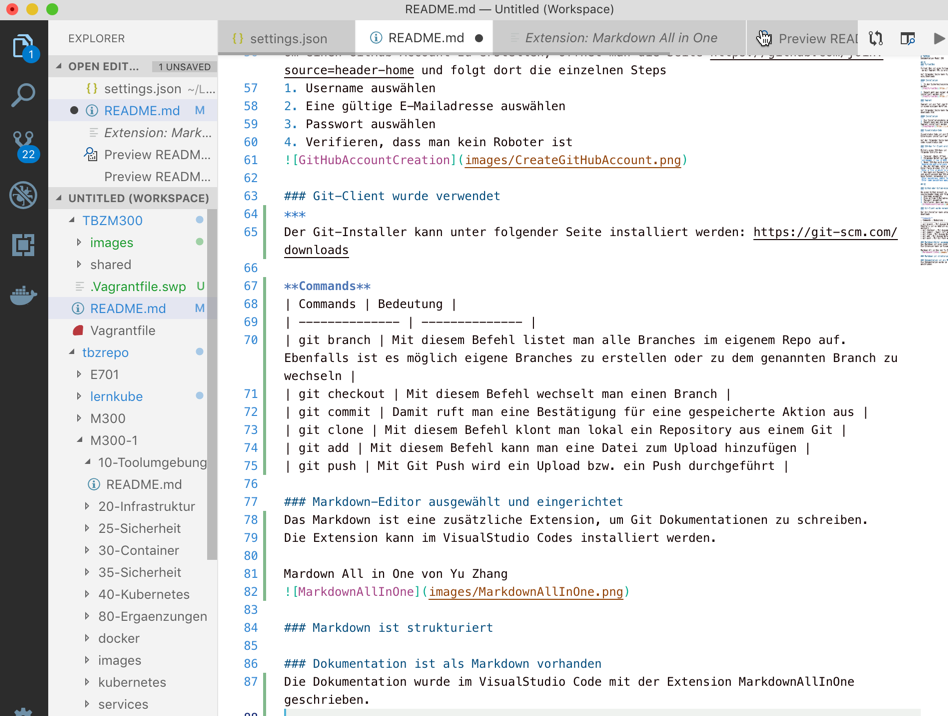 README.md — Untitled (Workspace)
EXPLORER
OPEN EDIT... 1 UNSAVED
settings.json ~/L...
README.md M
Extension: Mark...
Preview READM...
Preview READM...
UNTITLED (WORKSPACE)
TBZM300
images
shared
.Vagrantfile.swp U
README.md M
Vagrantfile
tbzrepo
E701
lernkube
M300
M300-1
10-Toolumgebung
README.md
20-Infrastruktur
25-Sicherheit
30-Container
35-Sicherheit
40-Kubernetes
80-Ergaenzungen
docker
images
kubernetes
services
1
22
{} settings.json
README.md
Extension: Markdown All in One
Preview READ
source=header-home und folgt dort die einzelnen Steps
57 1. Username auswählen
58 2. Eine gültige E-Mailadresse auswählen
59 3. Passwort auswählen
60 4. Verifieren, dass man kein Roboter ist
61 ![GitHubAccountCreation](images/CreateGitHubAccount.png)
62
63 ### Git-Client wurde verwendet
64 ***
65 Der Git-Installer kann unter folgender Seite installiert werden: https://git-scm.com/
downloads
66
67 **Commands**
68 | Commands | Bedeutung |
69 | -------------- | -------------- |
70 | git branch | Mit diesem Befehl listet man alle Branches im eigenem Repo auf.
Ebenfalls ist es möglich eigene Branches zu erstellen oder zu dem genannten Branch zu
wechseln |
71 | git checkout | Mit diesem Befehl wechselt man einen Branch |
72 | git commit | Damit ruft man eine Bestätigung für eine gespeicherte Aktion aus |
73 | git clone | Mit diesem Befehl klont man lokal ein Repository aus einem Git |
74 | git add | Mit diesem Befehl kann man eine Datei zum Upload hinzufügen |
75 | git push | Mit Git Push wird ein Upload bzw. ein Push durchgeführt |
76
77 ### Markdown-Editor ausgewählt und eingerichtet
78 Das Markdown ist eine zusätzliche Extension, um Git Dokumentationen zu schreiben.
79 Die Extension kann im VisualStudio Codes installiert werden.
80
81 Mardown All in One von Yu Zhang
82 ![MarkdownAllInOne](images/MarkdownAllInOne.png)
83
84 ### Markdown ist strukturiert
85
86 ### Dokumentation ist als Markdown vorhanden
87 Die Dokumentation wurde im VisualStudio Code mit der Extension MarkdownAllInOne
geschrieben.